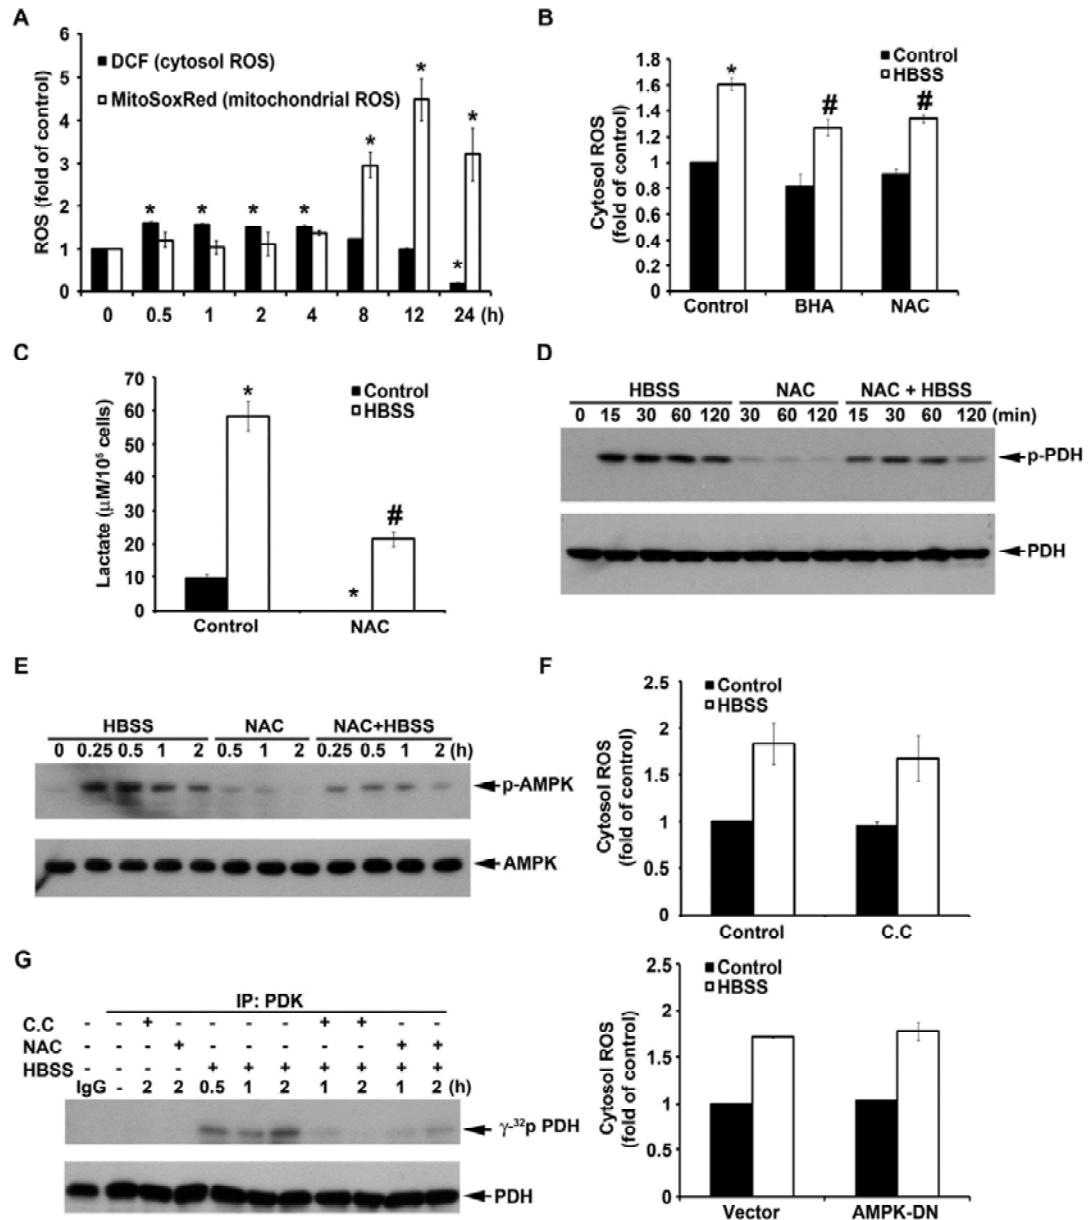 A
ROS (fold of control)
6
5
4
3
2
1
0
DCF (cytosol ROS)
MitoSoxRed (mitochondrial ROS)
* * * * * * * *
0 0.5 1 2 4 8 12 24 (h)
B
Cytosol ROS
(fold of control)
1.8
1.6
1.4
1.2
1
0.8
0.6
0.4
0.2
0
Control
HBSS
* # #
Control BHA NAC
C
Lactate (μM/10⁵ cells)
70
60
50
40
30
20
10
0
Control
HBSS
* * #
Control NAC
D
HBSS NAC NAC + HBSS
0 15 30 60 120 30 60 120 15 30 60 120 (min)
p-PDH
PDH
E
HBSS NAC NAC+HBSS
0 0.25 0.5 1 2 0.5 1 2 0.25 0.5 1 2 (h)
p-AMPK
AMPK
F
Cytosol ROS
(fold of control)
2.5
2
1.5
1
0.5
0
Control
HBSS
Control C.C
Cytosol ROS
(fold of control)
2.5
2
1.5
1
0.5
0
Control
HBSS
Vector AMPK-DN
G
IP: PDK
C.C - - + - - - - + + - -
NAC - - - + - - - - - + +
HBSS - - - - + + + + + + +
IgG - 2 2 0.5 1 2 1 2 1 2 (h)
γ-³²p PDH
PDH